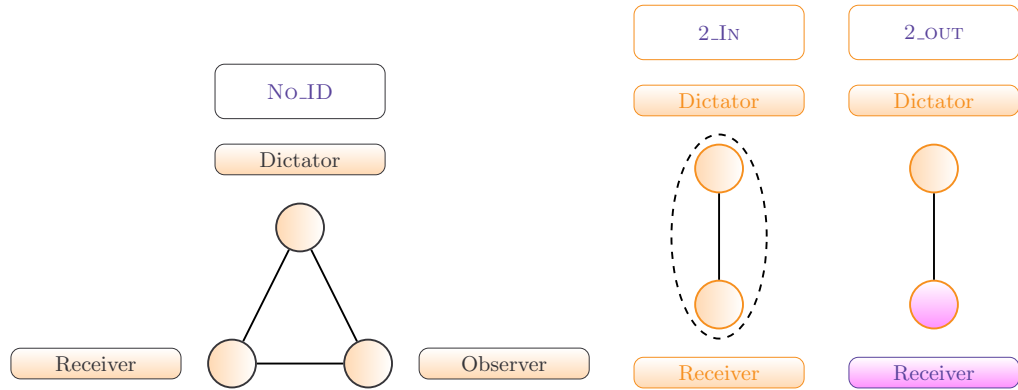 No_ID
Dictator
Receiver
Observer
2_In
Dictator
Receiver
2_out
Dictator
Receiver